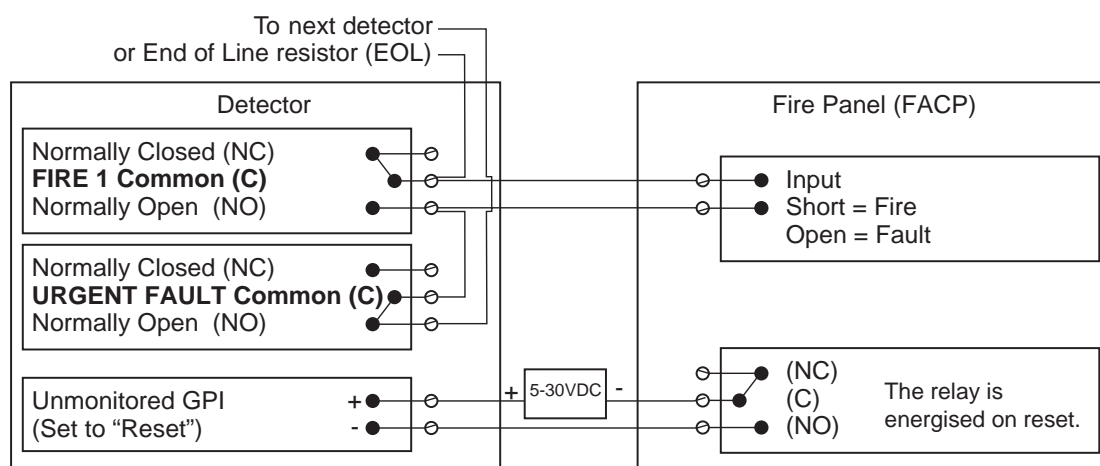 To next detector
or End of Line resistor (EOL)
Detector
Normally Closed (NC)
FIRE 1 Common (C)
Normally Open (NO)
Normally Closed (NC)
URGENT FAULT Common (C)
Normally Open (NO)
Unmonitored GPI +
(Set to “Reset”) -
+ 5-30VDC -
Fire Panel (FACP)
Input
Short = Fire
Open = Fault
(NC)
(C)
(NO)
The relay is
energised on reset.